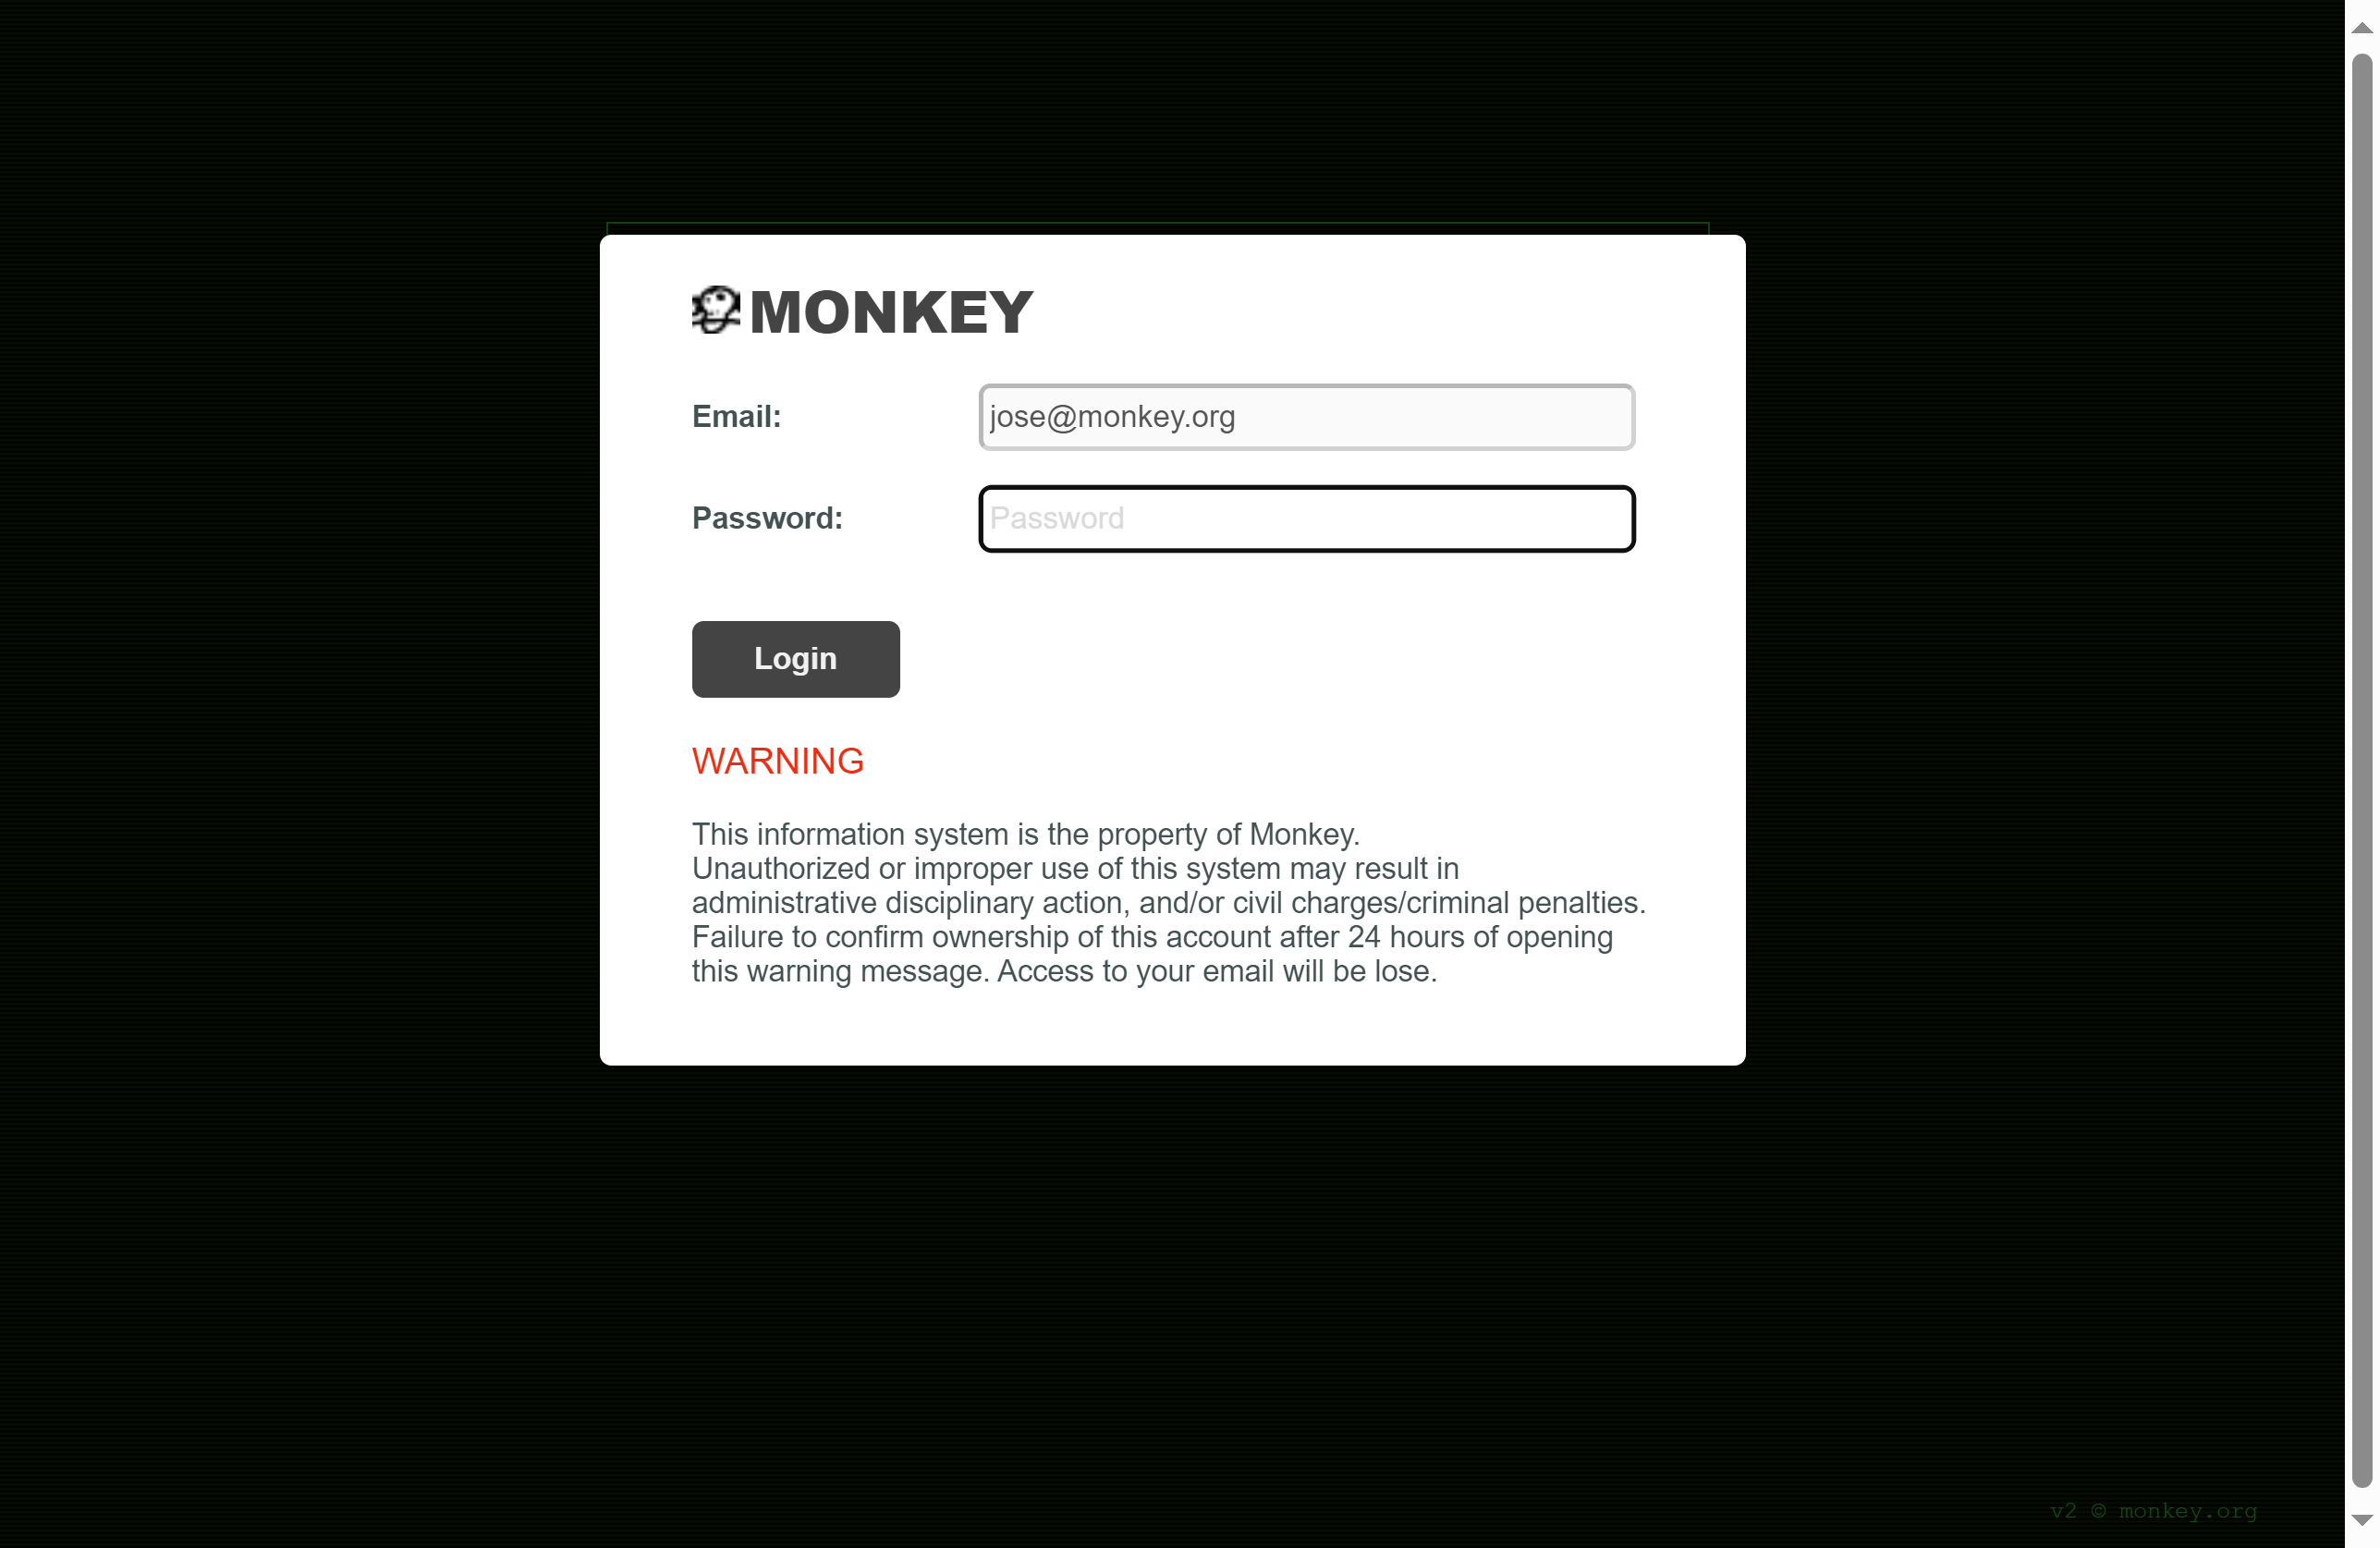 MONKEY
Email: jose@monkey.org
Password: Password
Login
WARNING
This information system is the property of Monkey.
Unauthorized or improper use of this system may result in
administrative disciplinary action, and/or civil charges/criminal penalties.
Failure to confirm ownership of this account after 24 hours of opening
this warning message. Access to your email will be lose.
v2 © monkey.org